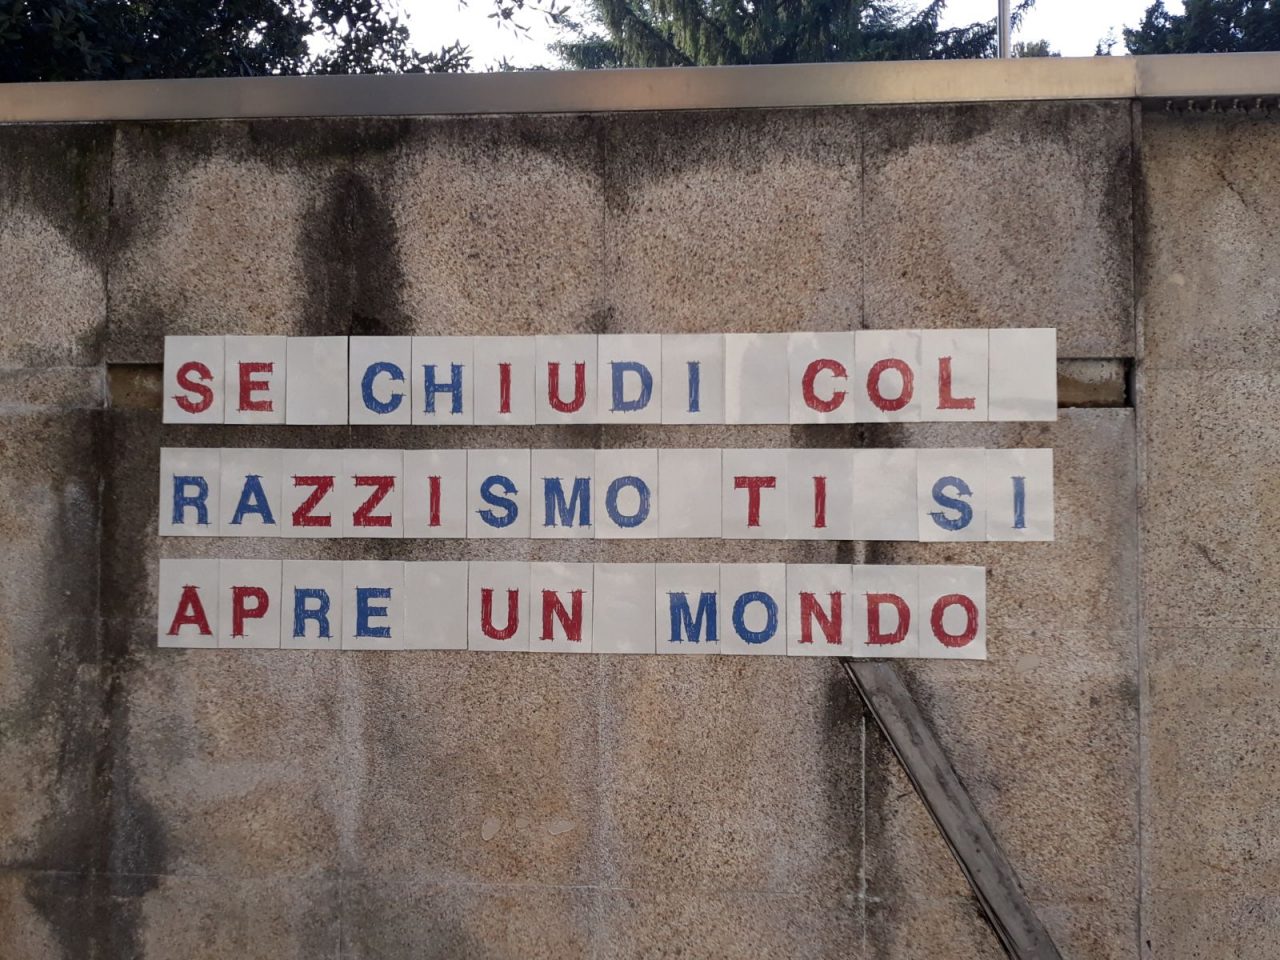 SE CHIUDI COL
RAZZISMO TI SI
APRE UN MONDO